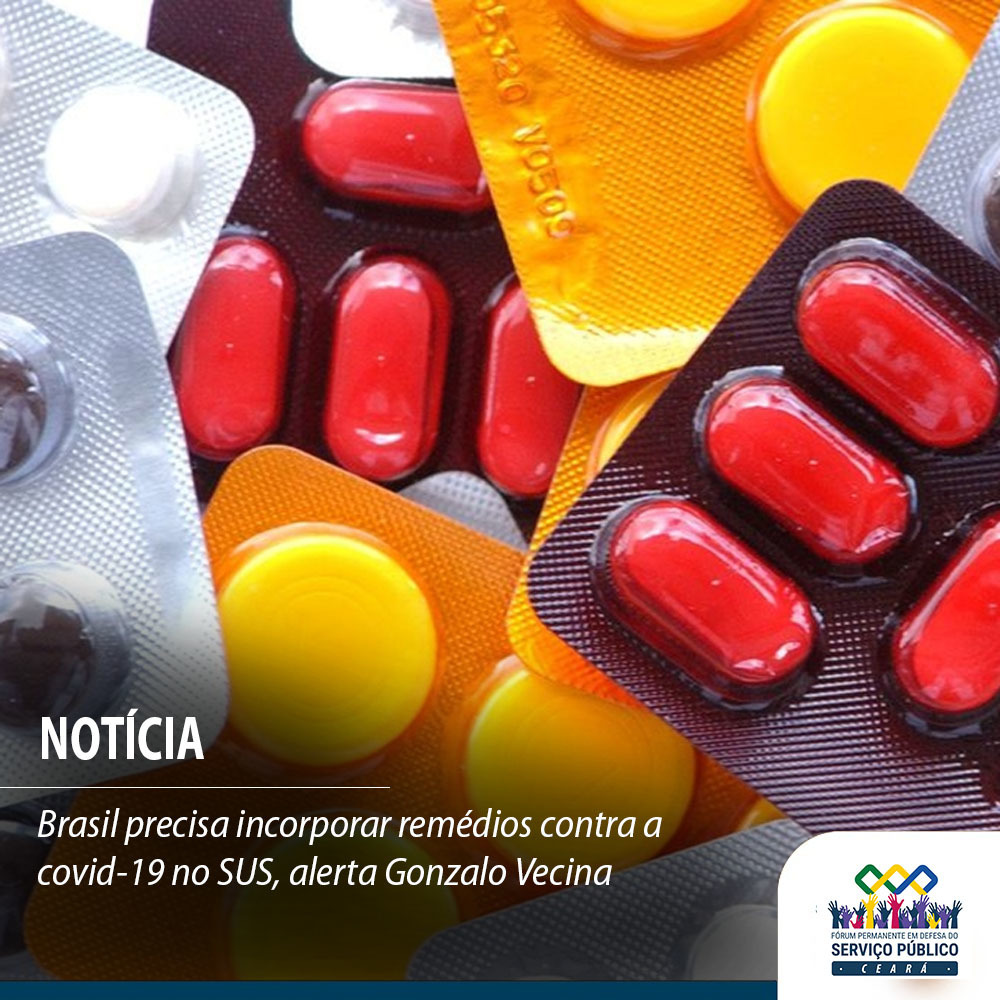 NOTÍCIA
Brasil precisa incorporar remédios contra a
covid-19 no SUS, alerta Gonzalo Vecina
FÓRUM PERMANENTE EM DEFESA DO
SERVIÇO PÚBLICO
· CEARÁ ·